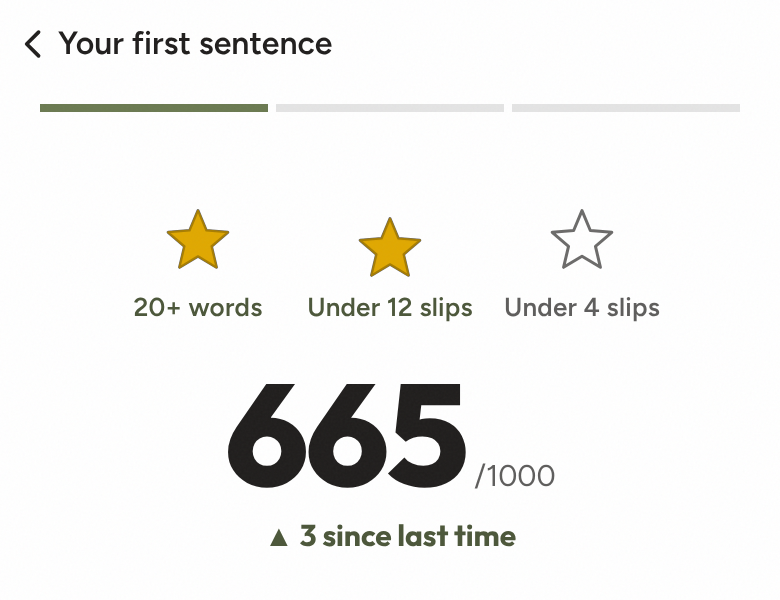 Your first sentence
20+ words
Under 12 slips
Under 4 slips
665 /1000
▲ 3 since last time